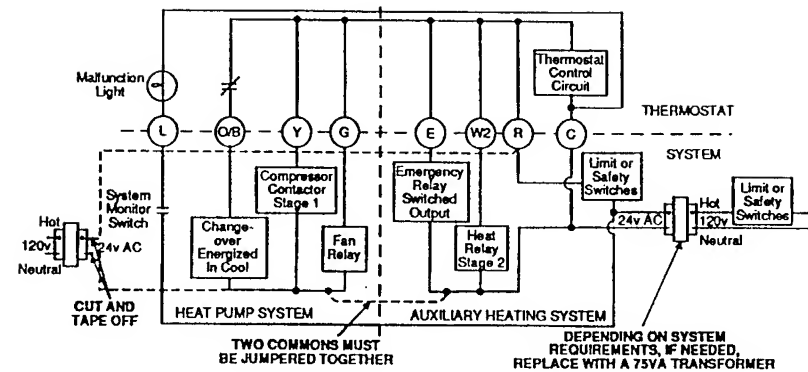 Malfunction
Light
Thermostat
Control
Circuit
THERMOSTAT
L
O/B
Y
G
E
W2
R
C
SYSTEM
System
Monitor
Switch
Compressor
Contactor
Stage 1
Emergency
Relay
Switched
Output
Limit or
Safety
Switches
Limit or
Safety
Switches
Hot
120v
Neutral
24v AC
Change-
over
Energized
In Cool
Fan
Relay
Heat
Relay
Stage 2
24v AC
Hot
120v
Neutral
CUT AND
TAPE OFF
HEAT PUMP SYSTEM
AUXILIARY HEATING SYSTEM
TWO COMMONS MUST
BE JUMPERED TOGETHER
DEPENDING ON SYSTEM
REQUIREMENTS, IF NEEDED,
REPLACE WITH A 75VA TRANSFORMER